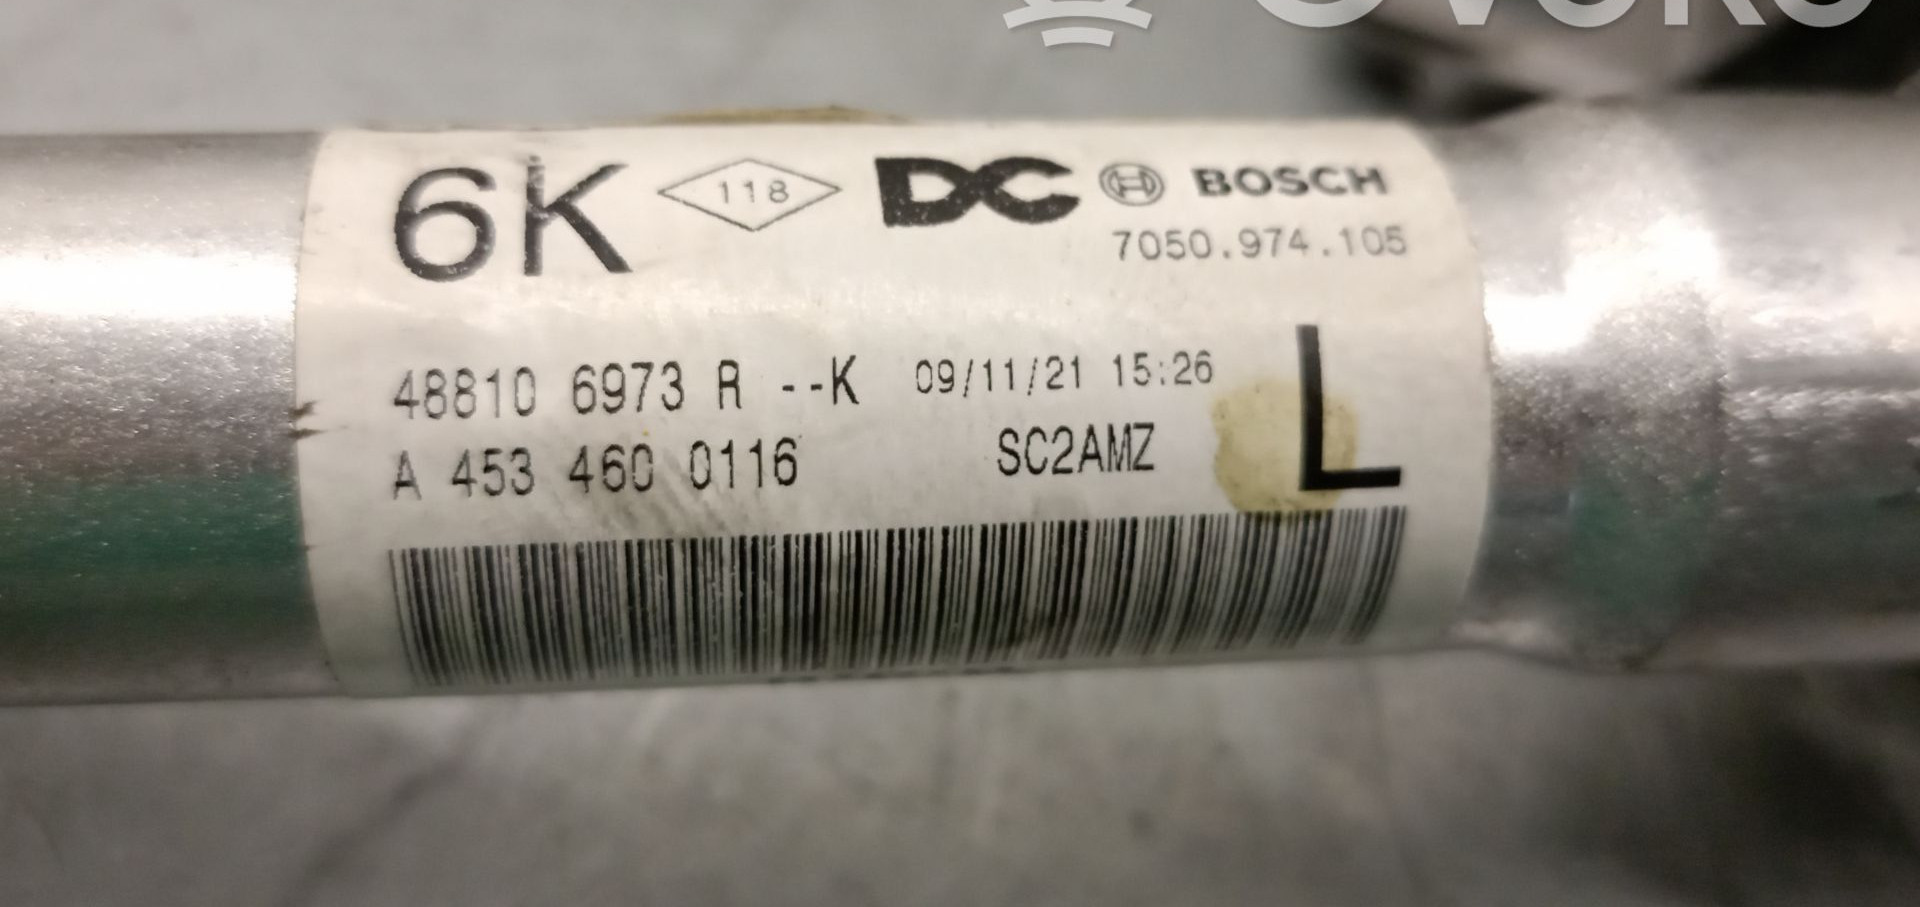 6K 118 DC BOSCH
7050.974.105
48810 6973 R --K 09/11/21 15:26
A 453 460 0116 SC2AMZ L